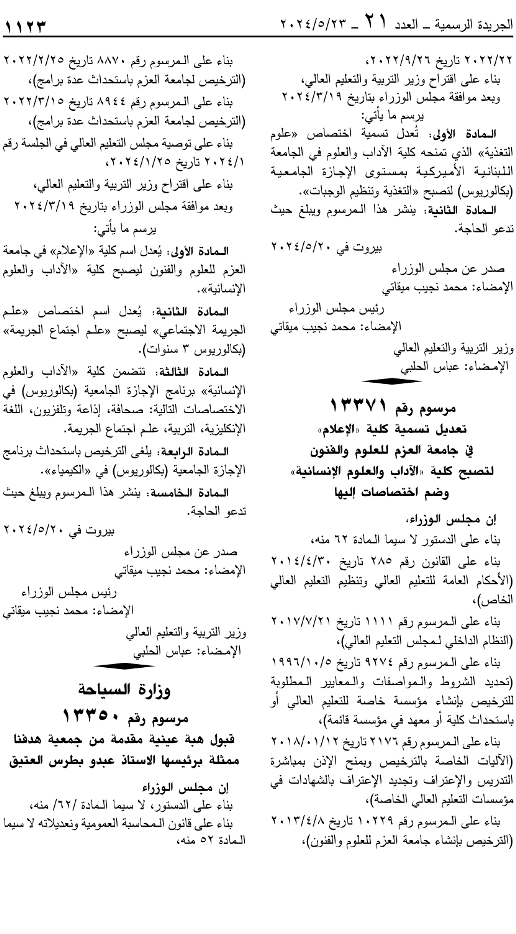 الجريدة الرسمية ــ العدد ٢١ ــ ٢٠٢٤/٥/٢٣
١١٢٣
٢٠٢٢/٢٢ تاريخ ٢٠٢٢/٩/٢٦،
بناء على اقتراح وزير التربية والتعليم العالي،
وبعد موافقة مجلس الوزراء بتاريخ ٢٠٢٤/٣/١٩
يرسم ما يأتي:
المادة الأولى: تُعدل تسمية اختصاص «علوم
التغذية» الذي تمنحه كلية الآداب والعلوم في الجامعة
اللبنانية الأميركية بمستوى الإجازة الجامعية
(بكالوريوس) لتصبح «التغذية وتنظيم الوجبات».
المادة الثانية: ينشر هذا المرسوم ويبلغ حيث
تدعو الحاجة.
بيروت في ٢٠٢٤/٥/٢٠
صدر عن مجلس الوزراء
الإمضاء: محمد نجيب ميقاتي
رئيس مجلس الوزراء
الإمضاء: محمد نجيب ميقاتي
وزير التربية والتعليم العالي
الإمضاء: عباس الحلبي
مرسوم رقم ١٣٣٧١
تعديل تسمية كلية «الإعلام»
في جامعة العزم للعلوم والفنون
لتصبح كلية «الآداب والعلوم الإنسانية»
وضم اختصاصات إليها
إن مجلس الوزراء،
بناء على الدستور لا سيما المادة ٦٢ منه،
بناء على القانون رقم ٢٨٥ تاريخ ٢٠١٤/٤/٣٠
(الأحكام العامة للتعليم العالي وتنظيم التعليم العالي
الخاص)،
بناء على المرسوم رقم ١١١١ تاريخ ٢٠١٧/٧/٢١
(النظام الداخلي لمجلس التعليم العالي)،
بناء على المرسوم رقم ٩٢٧٤ تاريخ ١٩٩٦/١٠/٥
(تحديد الشروط والمواصفات والمعايير المطلوبة
للترخيص بإنشاء مؤسسة خاصة للتعليم العالي أو
باستحداث كلية أو معهد في مؤسسة قائمة)،
بناء على المرسوم رقم ٢١٧٦ تاريخ ٢٠١٨/٠١/١٢
(الآليات الخاصة بالترخيص وبمنح الإذن بمباشرة
التدريس والإعتراف وتجديد الإعتراف بالشهادات في
مؤسسات التعليم العالي الخاصة)،
بناء على المرسوم رقم ١٠٢٢٩ تاريخ ٢٠١٣/٤/٨
(الترخيص بإنشاء جامعة العزم للعلوم والفنون)،
بناء على المرسوم رقم ٨٨٧٠ تاريخ ٢٠٢٢/٢/٢٥
(الترخيص لجامعة العزم باستحداث عدة برامج)،
بناء على المرسوم رقم ٨٩٤٤ تاريخ ٢٠٢٢/٣/١٥
(الترخيص لجامعة العزم باستحداث عدة برامج)،
بناء على توصية مجلس التعليم العالي في الجلسة رقم
٢٠٢٤/١ تاريخ ٢٠٢٤/١/٢٥،
بناء على اقتراح وزير التربية والتعليم العالي،
وبعد موافقة مجلس الوزراء بتاريخ ٢٠٢٤/٣/١٩
يرسم ما يأتي:
المادة الأولى: يُعدل اسم كلية «الإعلام» في جامعة
العزم للعلوم والفنون ليصبح كلية «الآداب والعلوم
الإنسانية».
المادة الثانية: يُعدل اسم اختصاص «علم
الجريمة الاجتماعي» ليصبح «علم اجتماع الجريمة»
(بكالوريوس ٣ سنوات).
المادة الثالثة: تتضمن كلية «الآداب والعلوم
الإنسانية» برنامج الإجازة الجامعية (بكالوريوس) في
الاختصاصات التالية: صحافة، إذاعة وتلفزيون، اللغة
الإنكليزية، التربية، علم اجتماع الجريمة.
المادة الرابعة: يلغى الترخيص باستحداث برنامج
الإجازة الجامعية (بكالوريوس) في «الكيمياء».
المادة الخامسة: ينشر هذا المرسوم ويبلغ حيث
تدعو الحاجة.
بيروت في ٢٠٢٤/٥/٢٠
صدر عن مجلس الوزراء
الإمضاء: محمد نجيب ميقاتي
رئيس مجلس الوزراء
الإمضاء: محمد نجيب ميقاتي
وزير التربية والتعليم العالي
الإمضاء: عباس الحلبي
وزارة السياحة
مرسوم رقم ١٣٣٥٠
قبول هبة عينية مقدمة من جمعية هدفنا
ممثلة برئيسها الاستاذ عبدو بطرس العتيق
إن مجلس الوزراء
بناء على الدستور، لا سيما المادة /٦٢/ منه،
بناء على قانون المحاسبة العمومية وتعديلاته لا سيما
المادة ٥٢ منه،